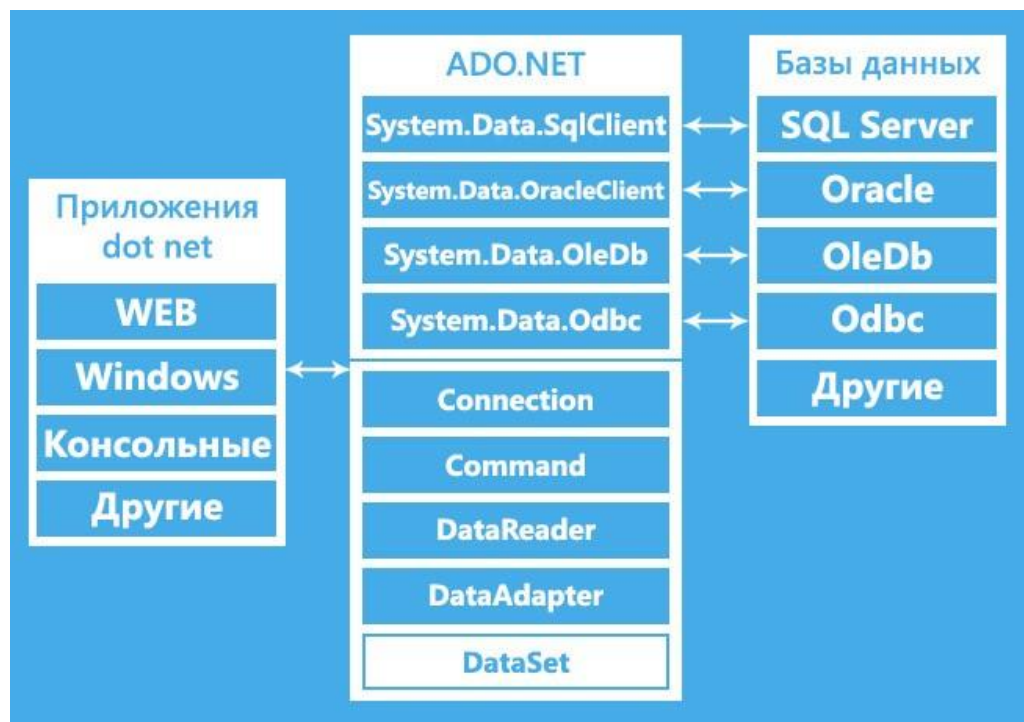 Приложения
dot net
WEB
Windows
Консольные
Другие
ADO.NET
System.Data.SqlClient
System.Data.OracleClient
System.Data.OleDb
System.Data.Odbc
Connection
Command
DataReader
DataAdapter
DataSet
Базы данных
SQL Server
Oracle
OleDb
Odbc
Другие